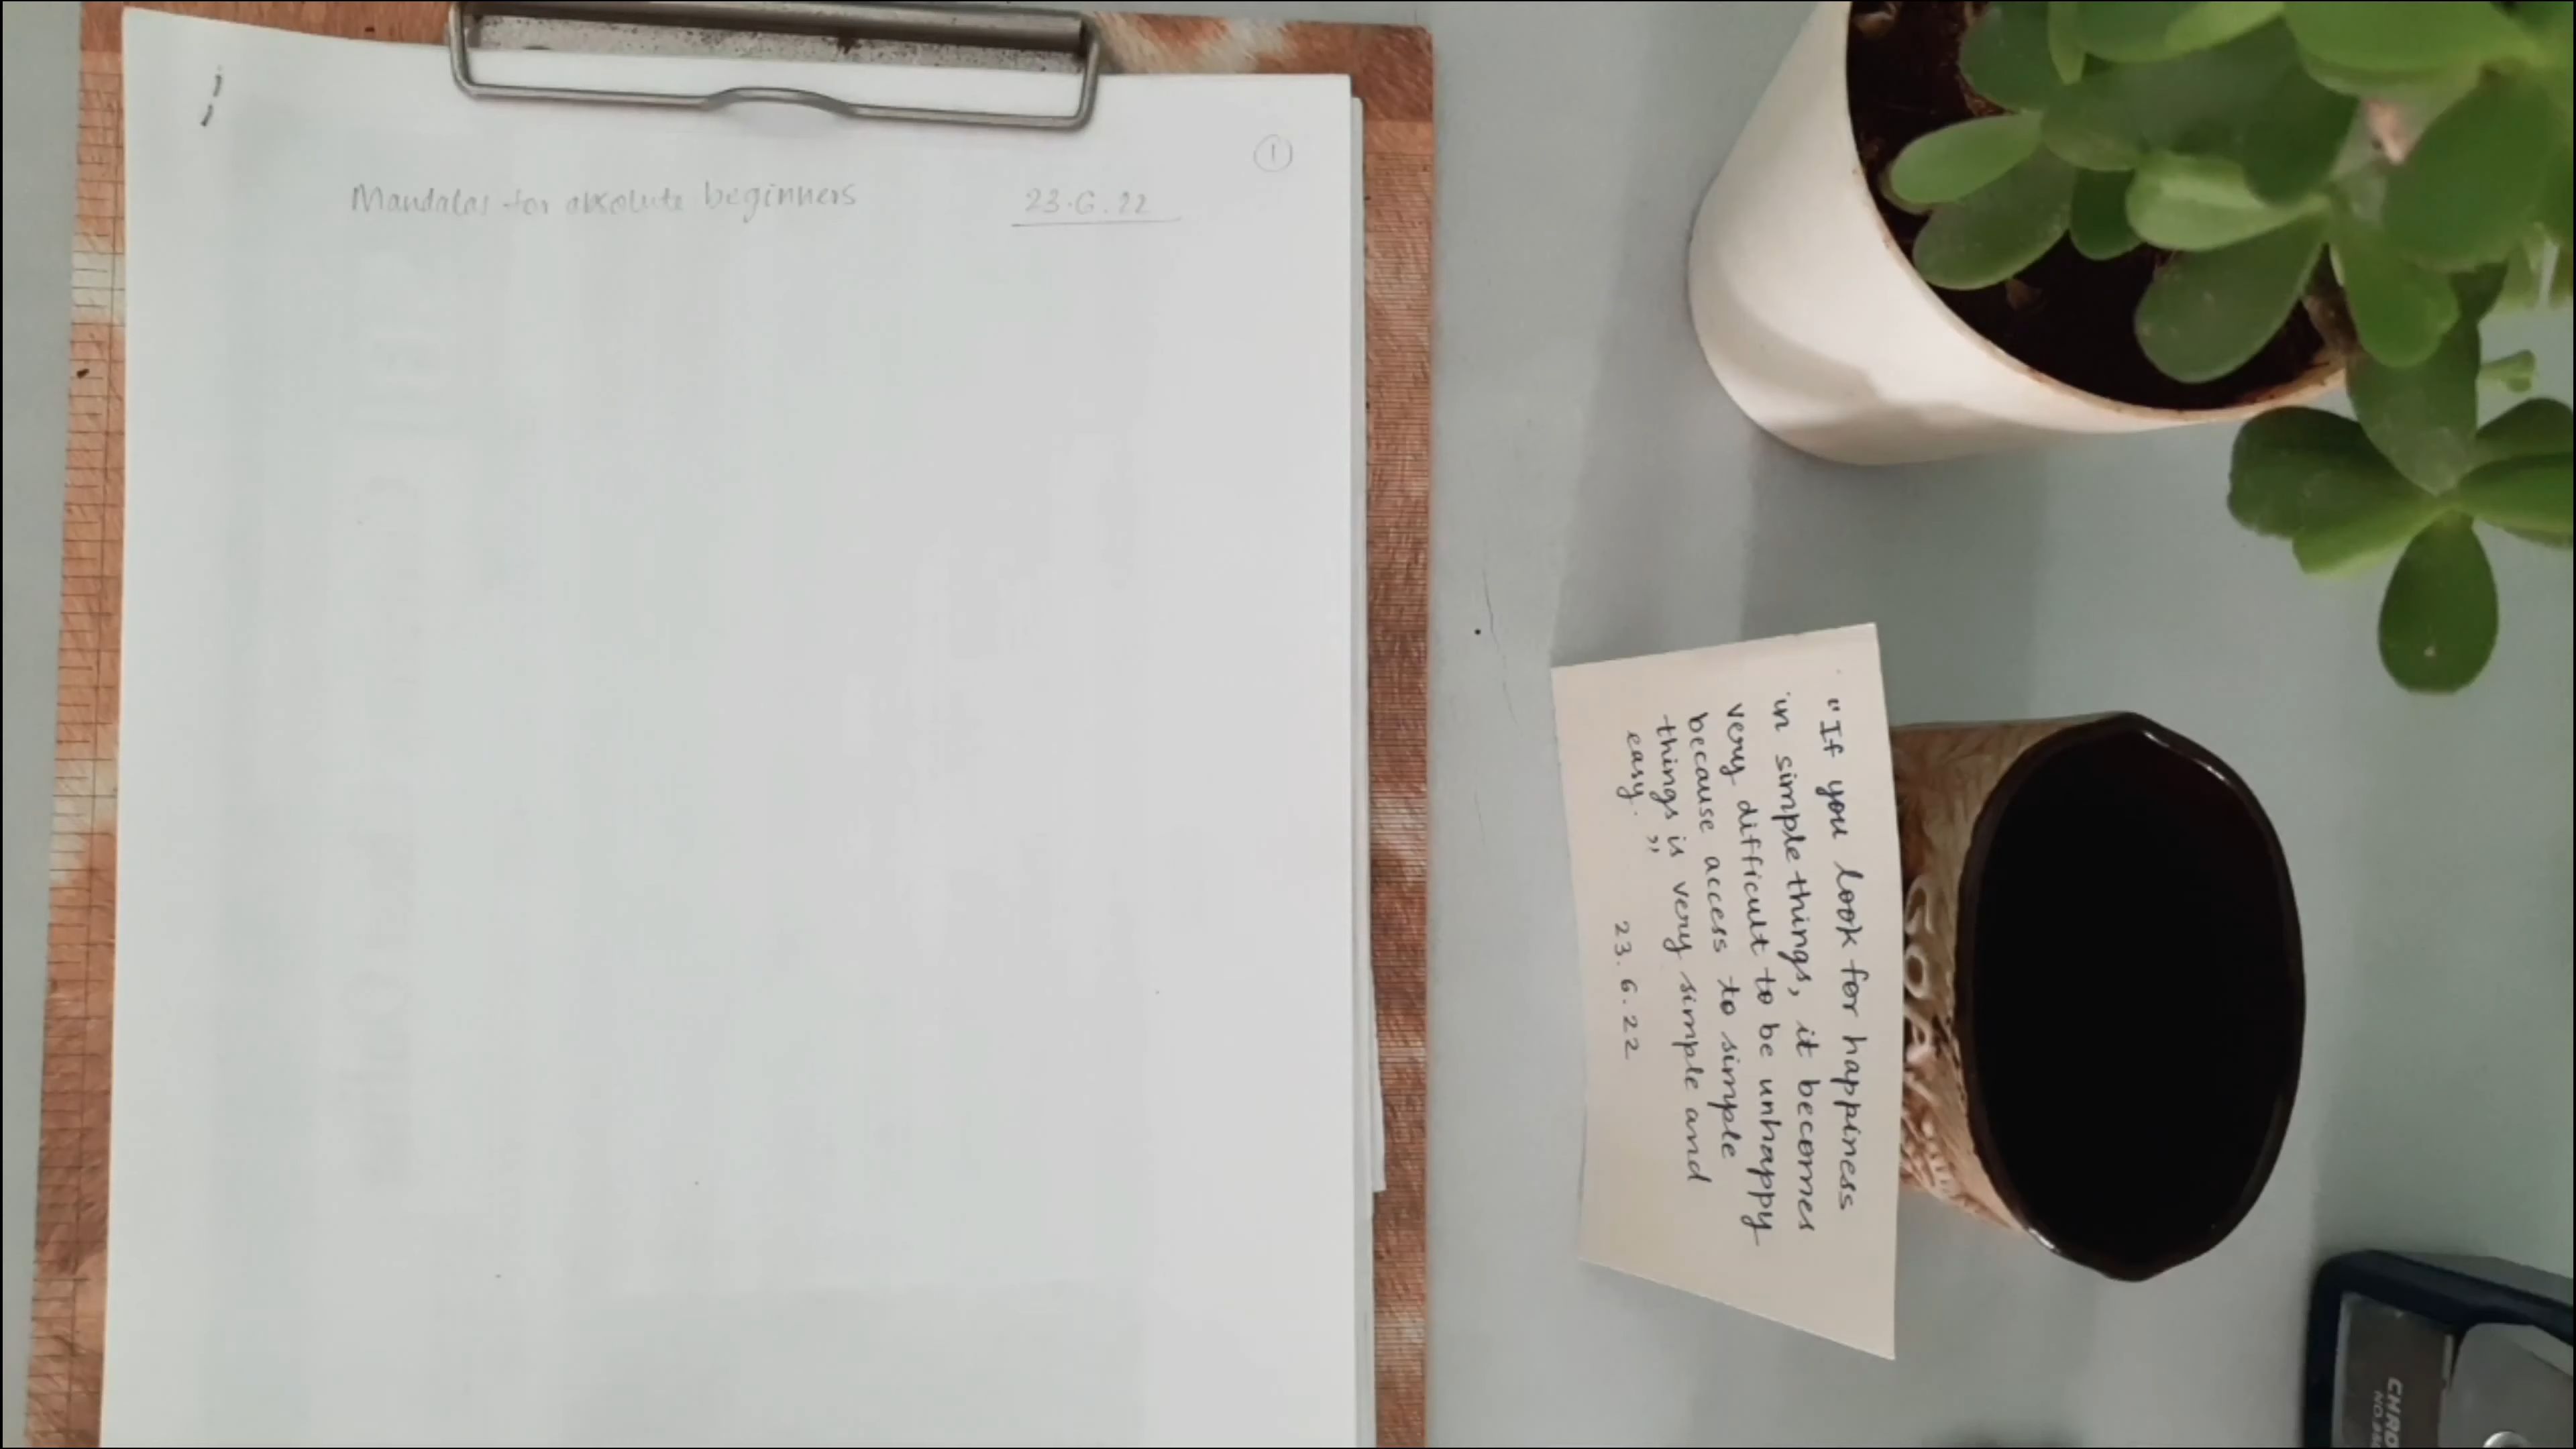 Mandalas for absolute beginners 23.6.22
1
"If you look for happiness
in simple things, it becomes
very difficult to be unhappy
because access to simple
things is very simple and
easy. "
23.6.22